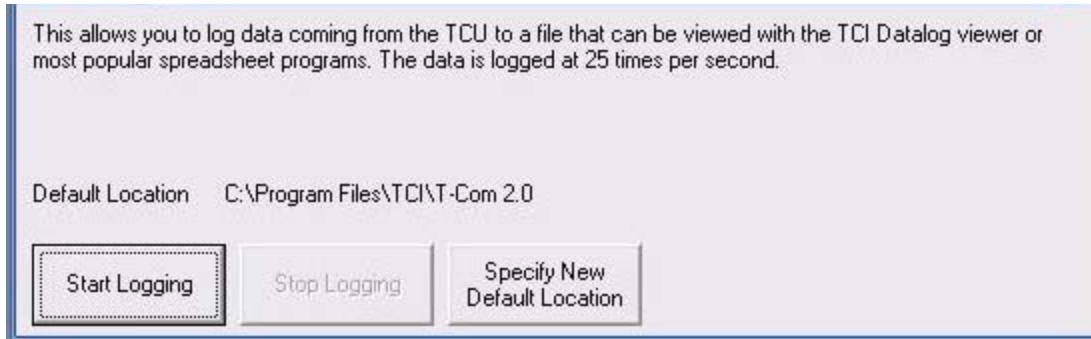 This allows you to log data coming from the TCU to a file that can be viewed with the TCI Datalog viewer or
most popular spreadsheet programs. The data is logged at 25 times per second.
Default Location C:\Program Files\TCI\T-Com 2.0
Start Logging
Stop Logging
Specify New
Default Location